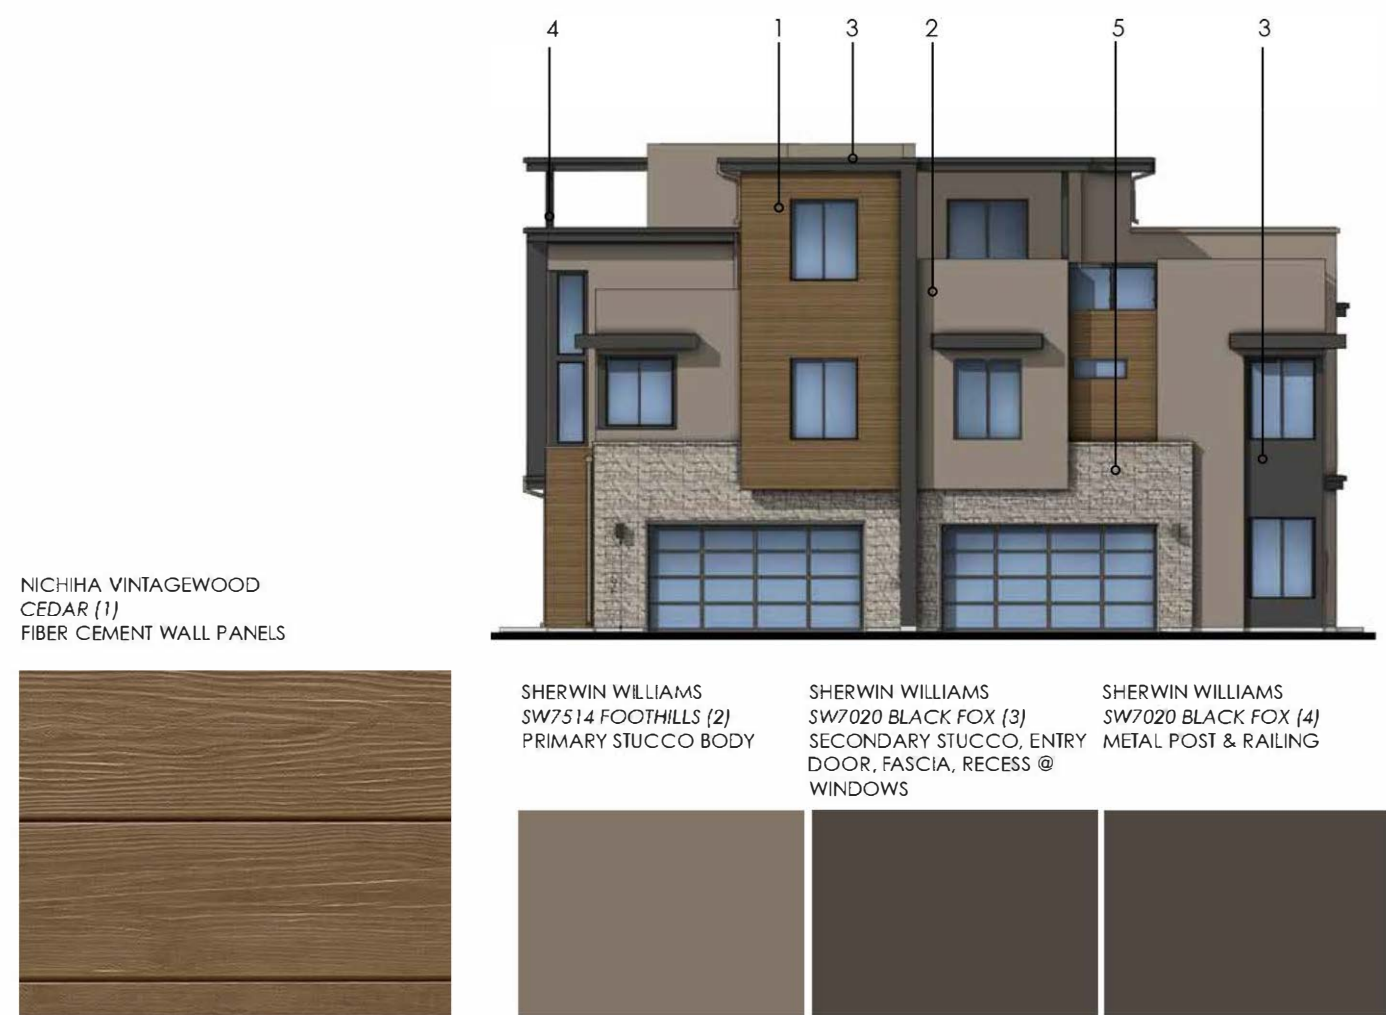 4 1 3 2 5 3
NICHIHA VINTAGEWOOD
CEDAR (1)
FIBER CEMENT WALL PANELS
SHERWIN WILLIAMS
SW7514 FOOTHILLS (2)
PRIMARY STUCCO BODY
SHERWIN WILLIAMS
SW7020 BLACK FOX (3)
SECONDARY STUCCO, ENTRY
DOOR, FASCIA, RECESS @
WINDOWS
SHERWIN WILLIAMS
SW7020 BLACK FOX (4)
METAL POST & RAILING